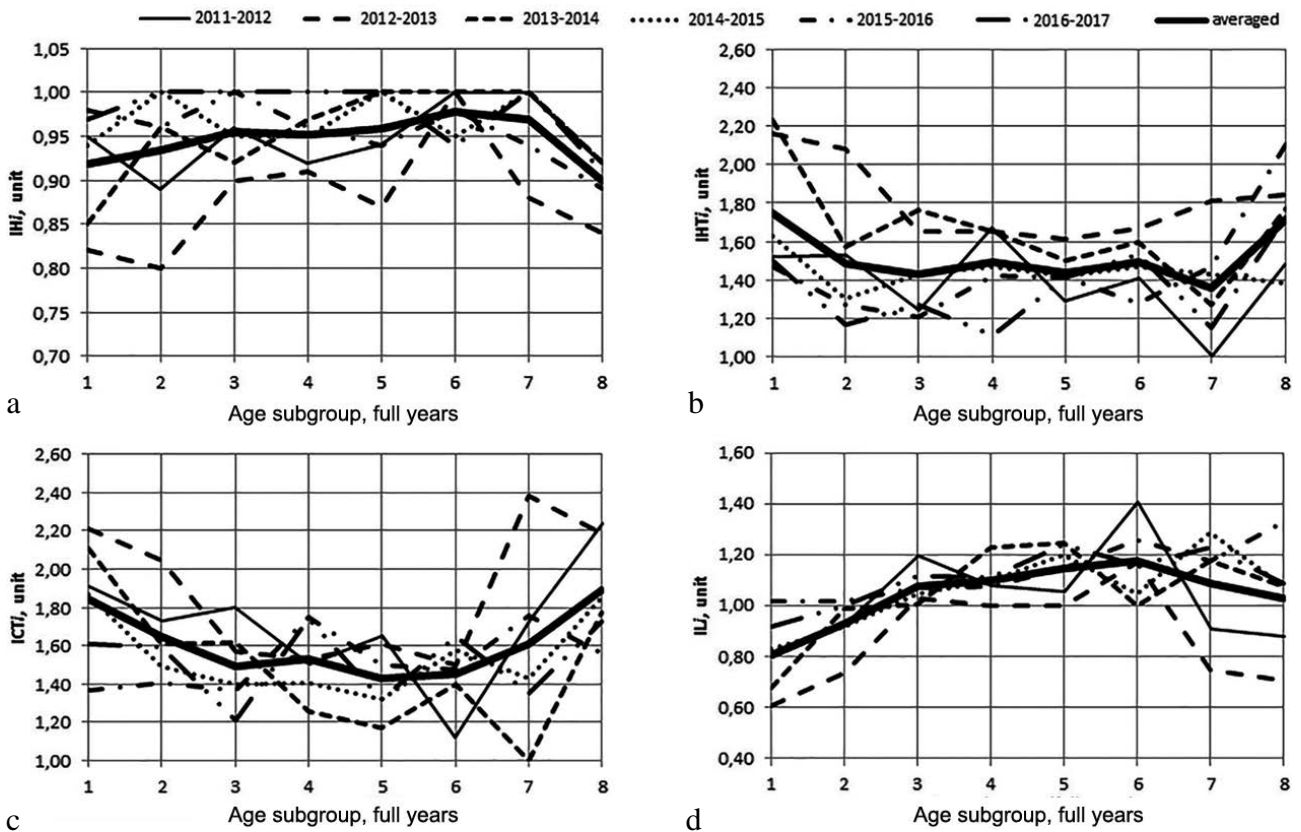 2011-2012 2012-2013 2013-2014 2014-2015 2015-2016 2016-2017 averaged
1,05
1,00
0,95
0,90
0,85
0,80
0,75
0,70
IHi, unit
1 2 3 4 5 6 7 8
Age subgroup, full years
a
2,60
2,40
2,20
2,00
1,80
1,60
1,40
1,20
1,00
IHTi, unit
1 2 3 4 5 6 7 8
Age subgroup, full years
b
2,60
2,40
2,20
2,00
1,80
1,60
1,40
1,20
1,00
ICTi, unit
1 2 3 4 5 6 7 8
Age subgroup, full years
c
1,60
1,40
1,20
1,00
0,80
0,60
0,40
ILi, unit
1 2 3 4 5 6 7 8
Age subgroup, full years
d